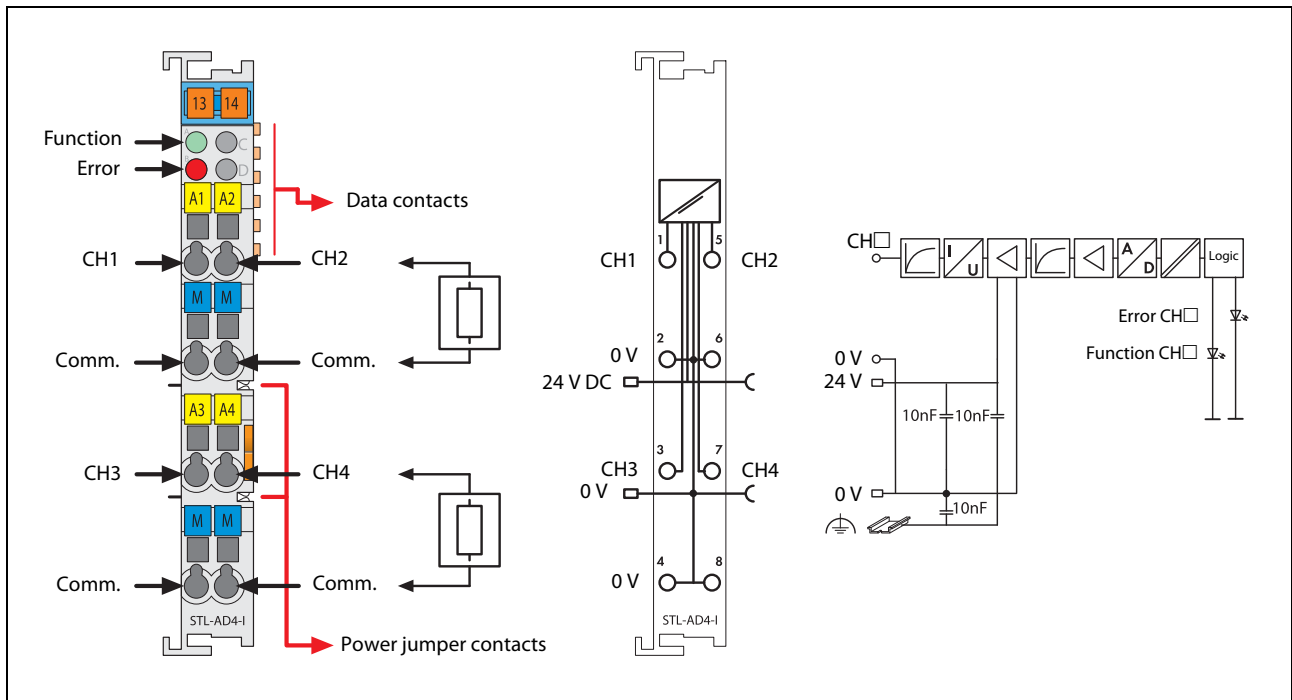 13 14
Function
A
C
Error
B
D
A1 A2
Data contacts
CH1
CH2
M M
Comm.
Comm.
A3 A4
CH3
CH4
M M
Comm.
Comm.
STL-AD4-I
Power jumper contacts
1
5
CH1
CH2
2
6
0 V
24 V DC
3
7
CH3
CH4
0 V
4
8
0 V
STL-AD4-I
CH□
I
U
A
D
Logic
Error CH□
Function CH□
0 V
24 V
10nF
10nF
0 V
10nF